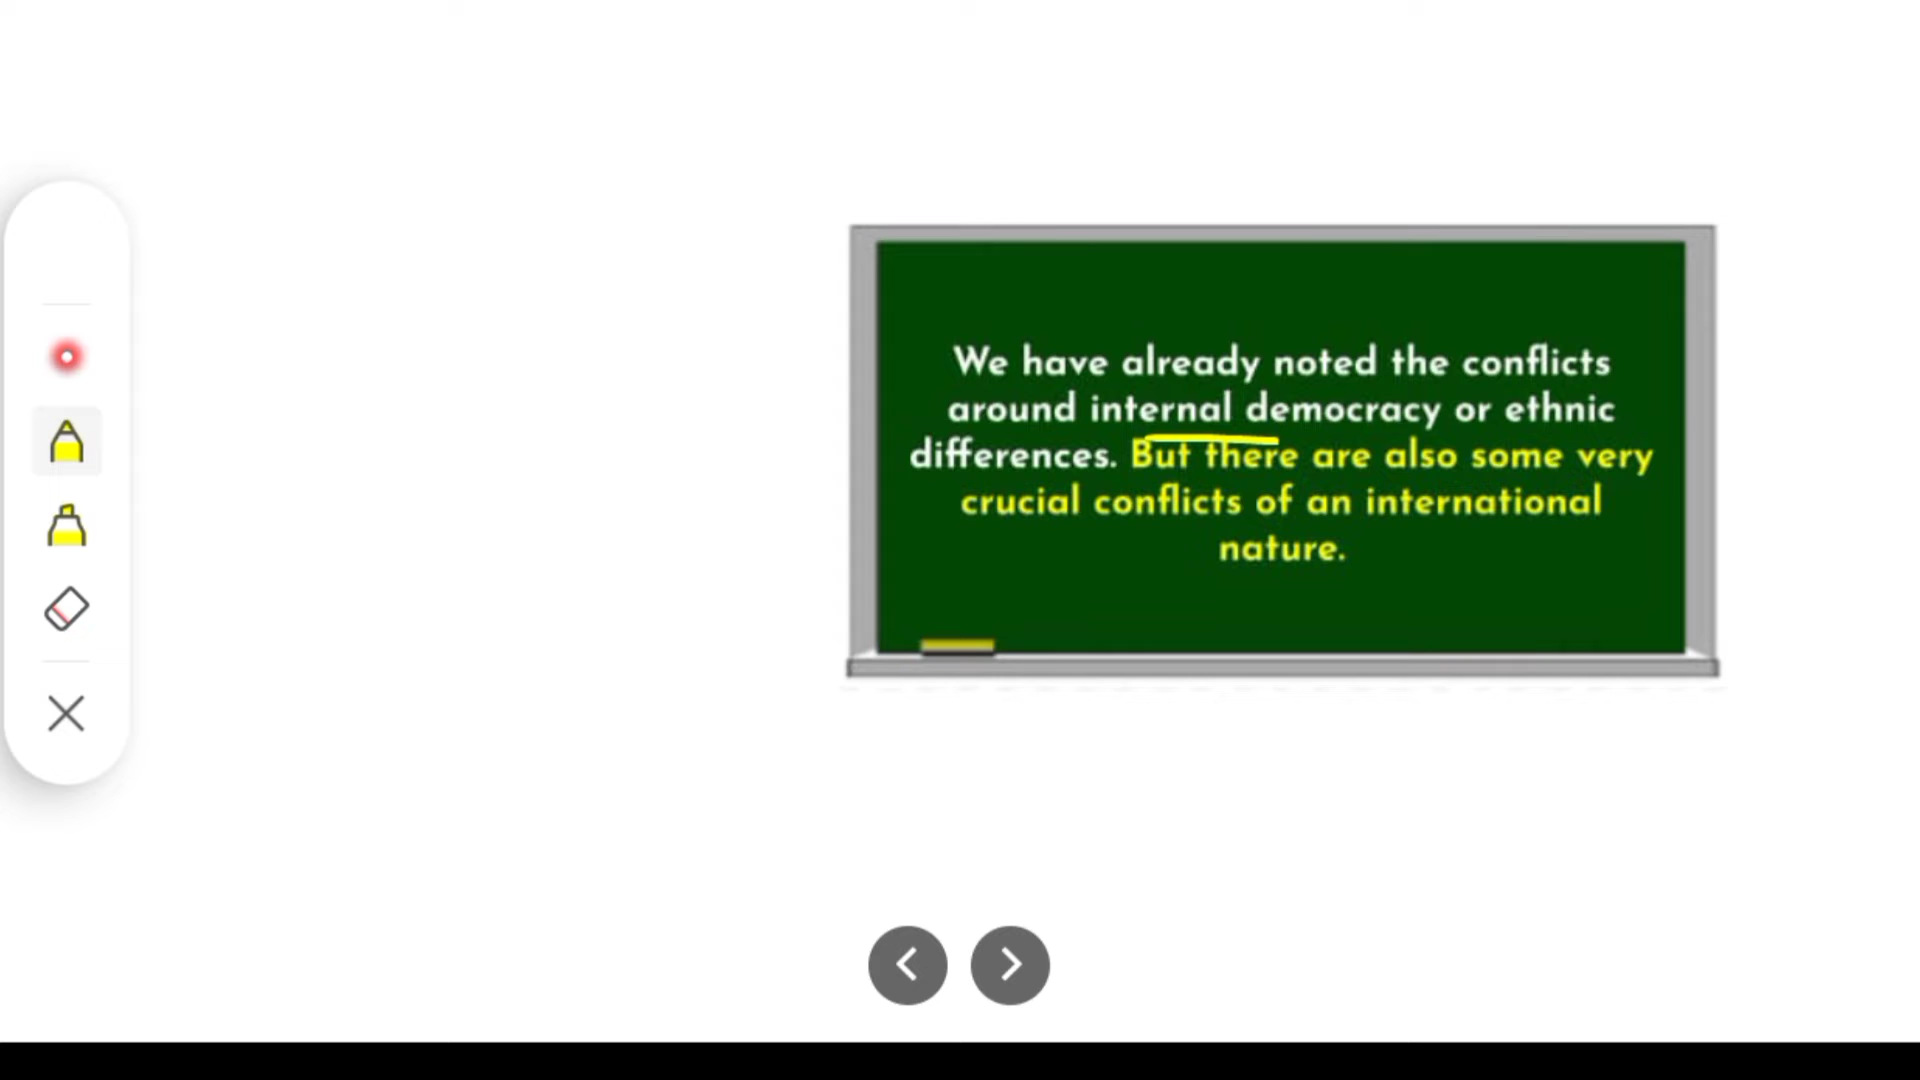 We have already noted the conflicts
around internal democracy or ethnic
differences. But there are also some very
crucial conflicts of an international
nature.